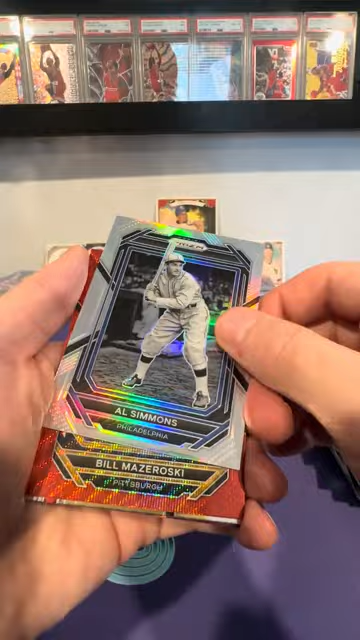 PRIZM
AL SIMMONS
PHILADELPHIA
BILL MAZEROSKI
PITTSBURGH